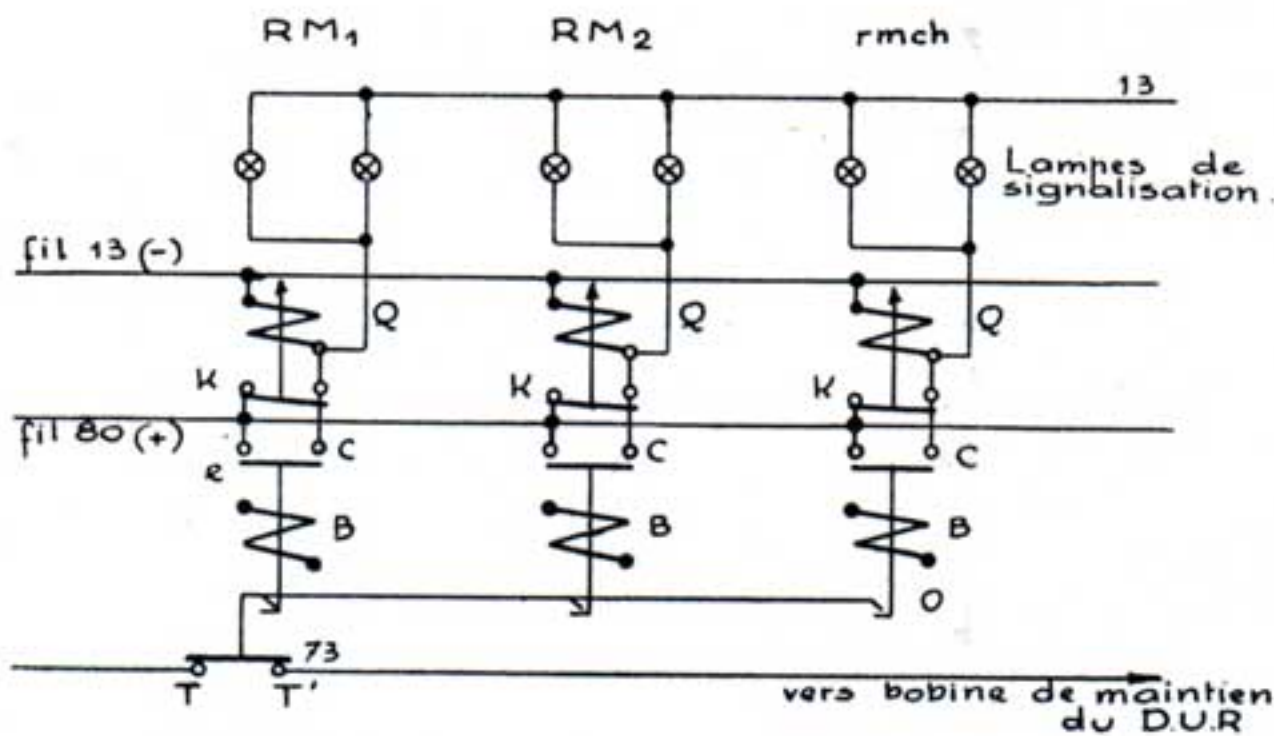 RM1 RM2 rmch
13
Lampes de
signalisation.
fil 13 (-)
Q Q Q
K K K
fil 80 (+)
e C C C
B B B
O
73
T T'
vers bobine de maintien
du D.U.R